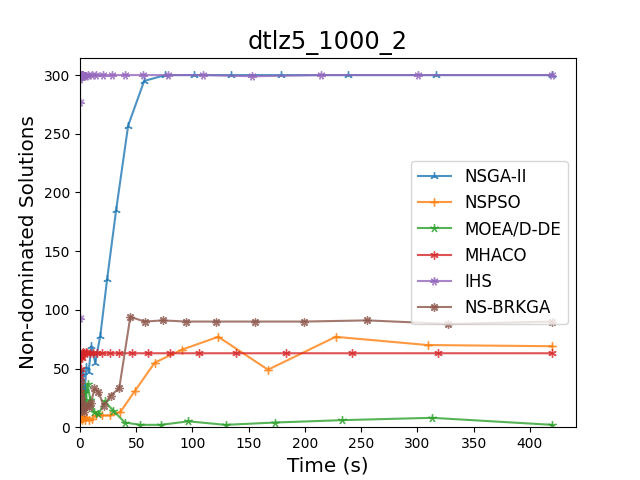 dtlz5_1000_2
Non-dominated Solutions
300
250
200
150
100
50
0
NSGA-II
NSPSO
MOEA/D-DE
MHACO
IHS
NS-BRKGA
0 50 100 150 200 250 300 350 400
Time (s)